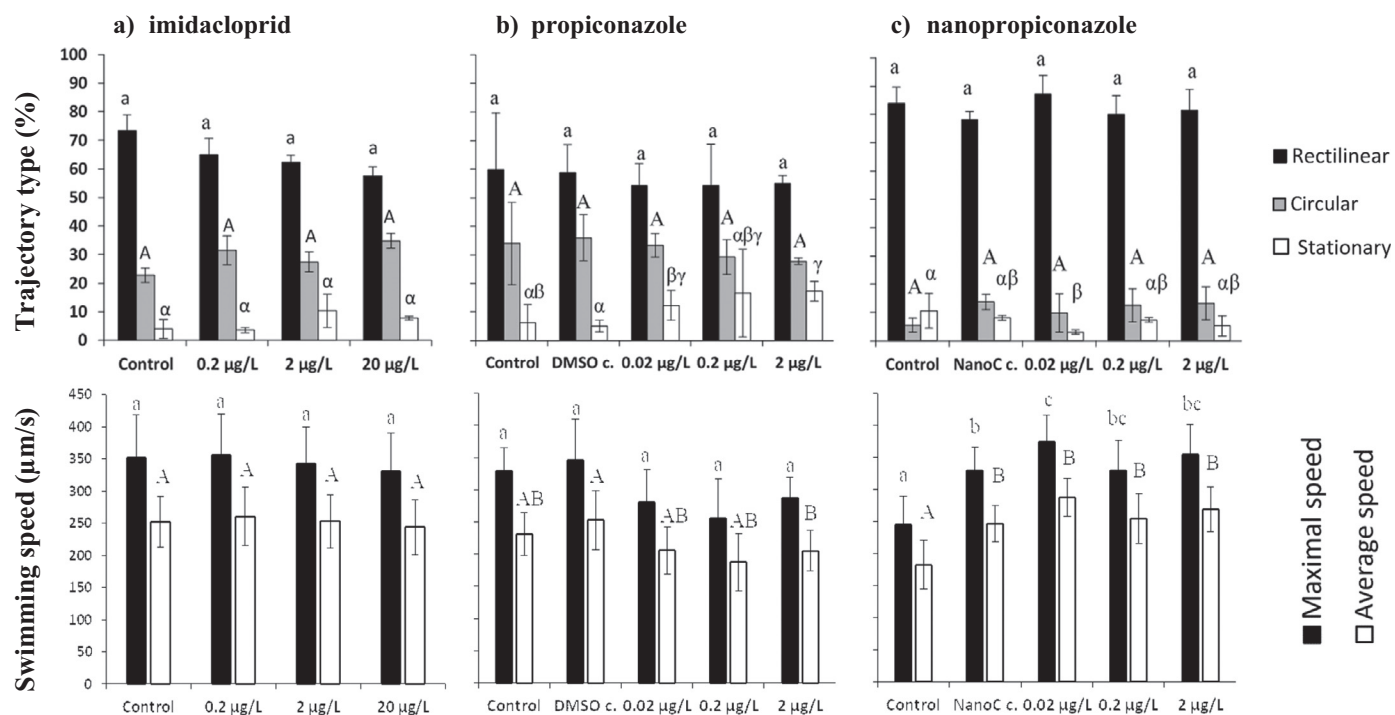 a) imidacloprid
b) propiconazole
c) nanopropiconazole
Trajectory type (%)
100
90
80
70
60
50
40
30
20
10
0
a A α
a A α
a A α
a A α
Control 0.2 µg/L 2 µg/L 20 µg/L
a A αβ
a A α
a A βγ
a A αβγ
a A γ
Control DMSO c. 0.02 µg/L 0.2 µg/L 2 µg/L
a A α
a A αβ
a A β
a A αβ
a A αβ
Control NanoC c. 0.02 µg/L 0.2 µg/L 2 µg/L
Rectilinear
Circular
Stationary
Swimming speed (µm/s)
450
400
350
300
250
200
150
100
50
0
a A
a A
a A
a A
Control 0.2 µg/L 2 µg/L 20 µg/L
a AB
a A
a AB
a AB
a B
Control DMSO c. 0.02 µg/L 0.2 µg/L 2 µg/L
a A
b B
c B
bc B
bc B
Control NanoC c. 0.02 µg/L 0.2 µg/L 2 µg/L
Maximal speed
Average speed